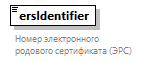 ersIdentifier
Номер электронного
родового сертификата (ЭРС)